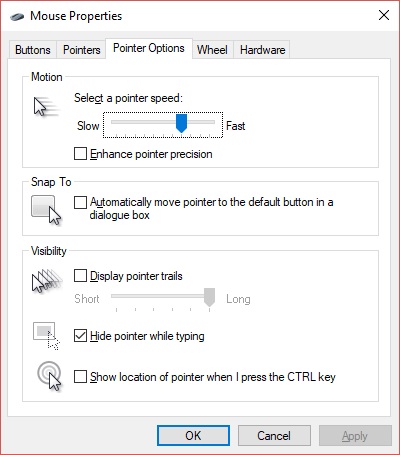 Mouse Properties
Buttons Pointers Pointer Options Wheel Hardware
Motion
Select a pointer speed:
Slow Fast
Enhance pointer precision
Snap To
Automatically move pointer to the default button in a
dialogue box
Visibility
Display pointer trails
Short Long
Hide pointer while typing
Show location of pointer when I press the CTRL key
OK Cancel Apply